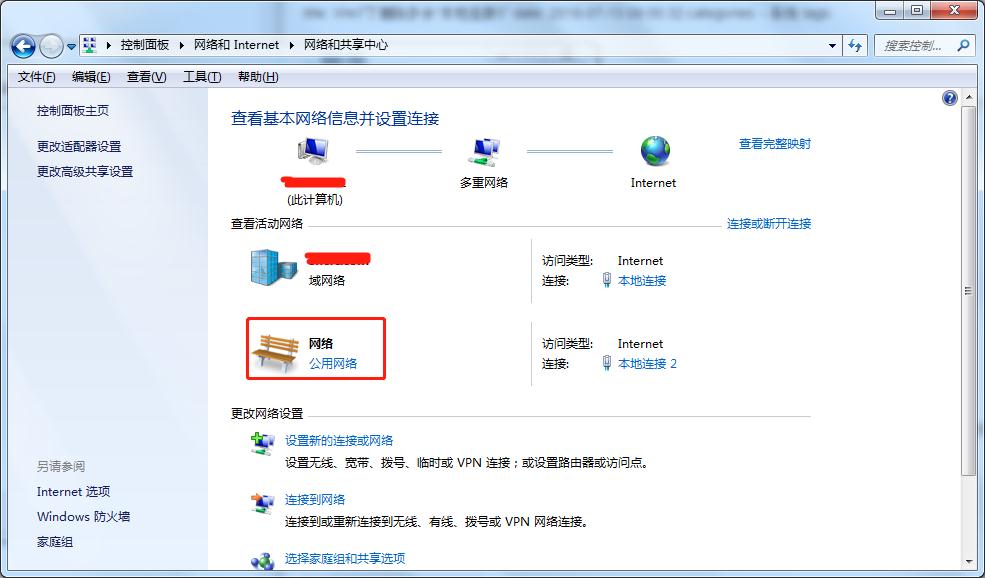 控制面板 ▸ 网络和 Internet ▸ 网络和共享中心
搜索控制...
文件(F) 编辑(E) 查看(V) 工具(T) 帮助(H)
控制面板主页
更改适配器设置
更改高级共享设置
查看基本网络信息并设置连接
(此计算机)
多重网络
Internet
查看完整映射
查看活动网络
连接或断开连接
域网络
访问类型: Internet
连接: 本地连接
网络
公用网络
访问类型: Internet
连接: 本地连接 2
更改网络设置
设置新的连接或网络
设置无线、宽带、拨号、临时或 VPN 连接；或设置路由器或访问点。
连接到网络
连接到或重新连接到无线、有线、拨号或 VPN 网络连接。
选择家庭组和共享选项
另请参阅
Internet 选项
Windows 防火墙
家庭组